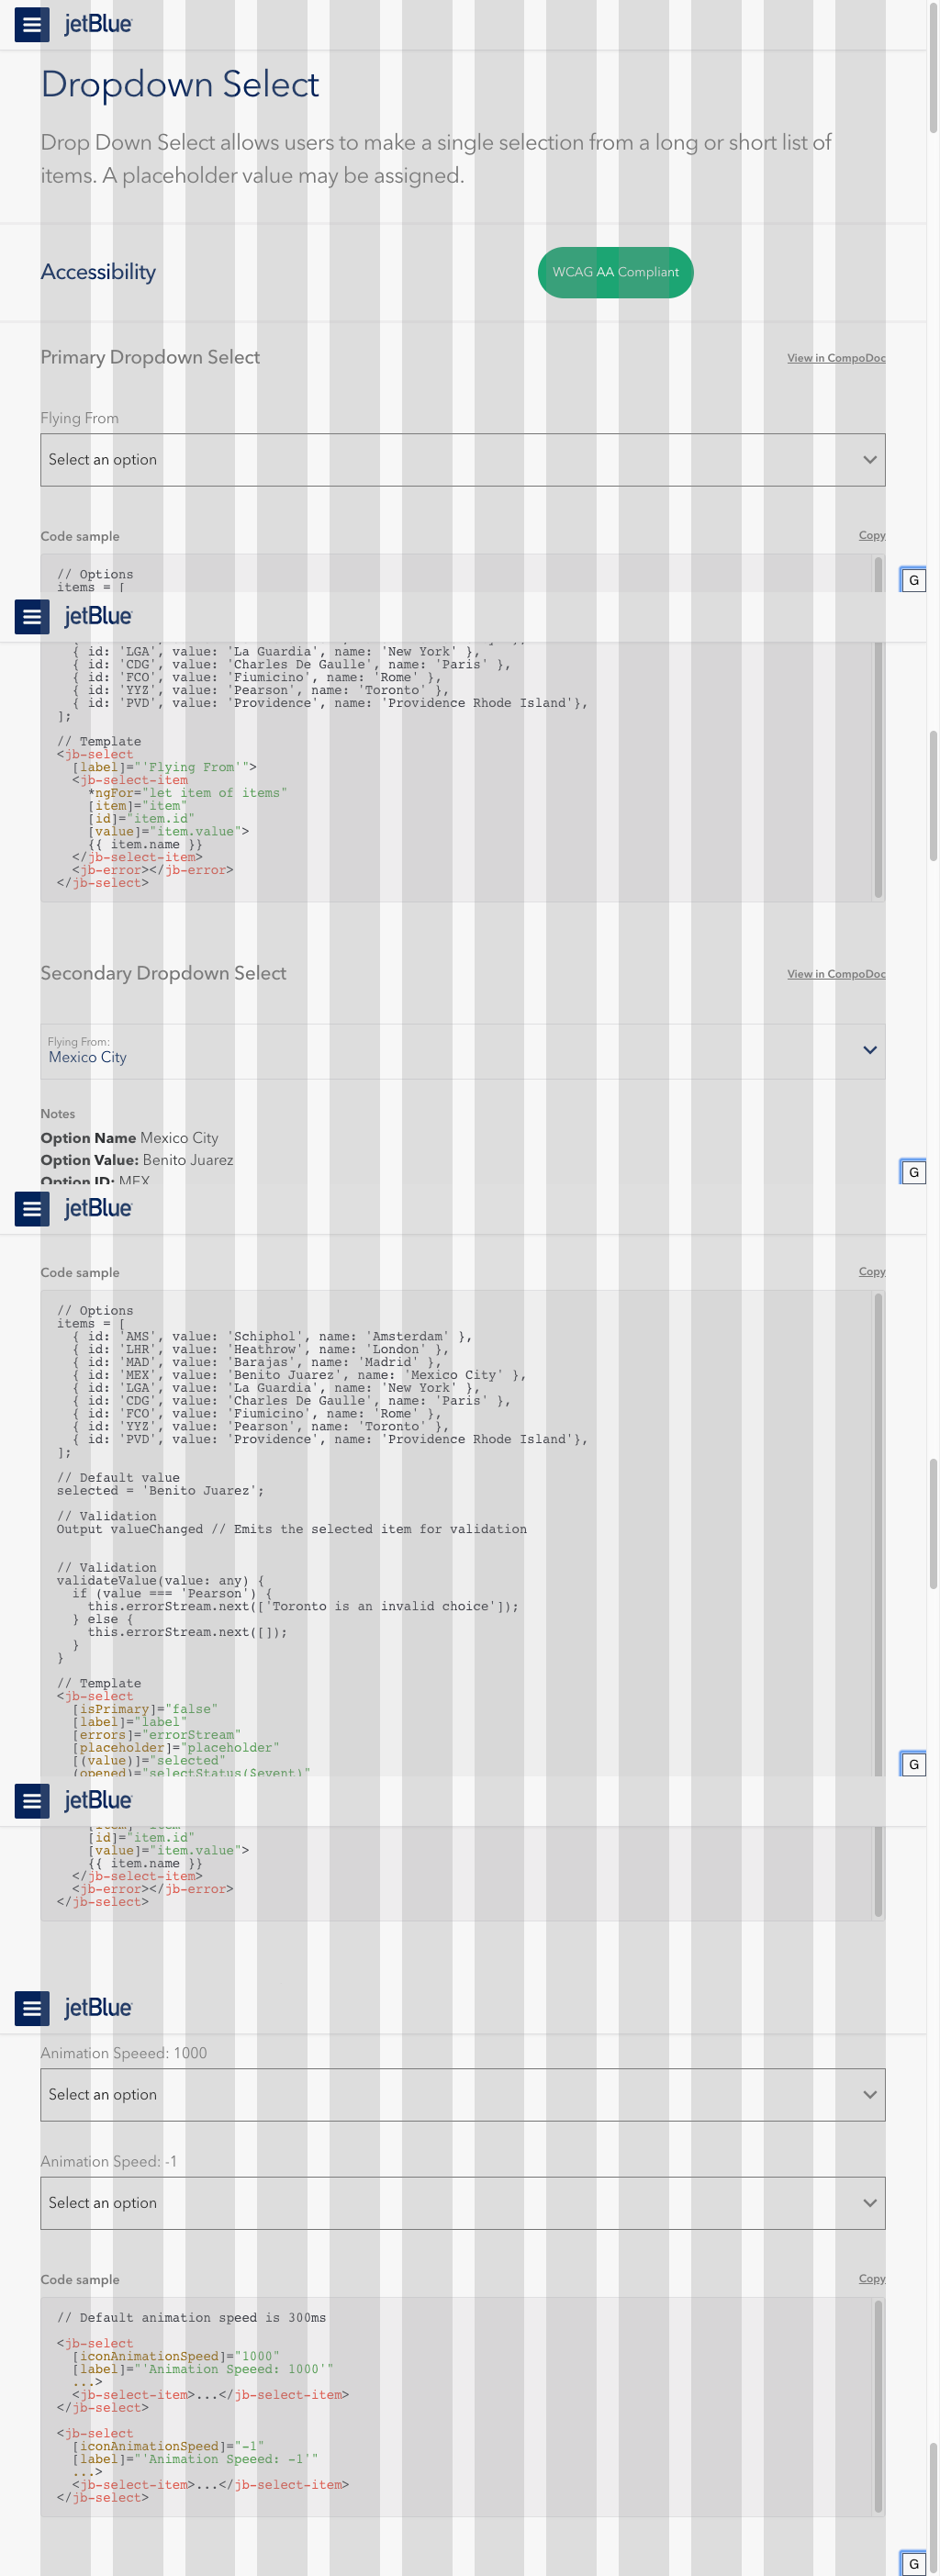 jetBlue
Dropdown Select
Drop Down Select allows users to make a single selection from a long or short list of
items. A placeholder value may be assigned.
Accessibility
WCAG AA Compliant
Primary Dropdown Select
View in CompoDoc
Flying From
Select an option
Code sample
Copy
// Options
items = [
G
jetBlue
{ id: 'LGA', value: 'La Guardia', name: 'New York' },
{ id: 'CDG', value: 'Charles De Gaulle', name: 'Paris' },
{ id: 'FCO', value: 'Fiumicino', name: 'Rome' },
{ id: 'YYZ', value: 'Pearson', name: 'Toronto' },
{ id: 'PVD', value: 'Providence', name: 'Providence Rhode Island'},
];
// Template
<jb-select
[label]="'Flying From'">
<jb-select-item
*ngFor="let item of items"
[item]="item"
[id]="item.id"
[value]="item.value">
{{ item.name }}
</jb-select-item>
<jb-error></jb-error>
</jb-select>
Secondary Dropdown Select
View in CompoDoc
Flying From:
Mexico City
Notes
Option Name Mexico City
Option Value: Benito Juarez
Option ID: MEX
G
jetBlue
Code sample
Copy
// Options
items = [
{ id: 'AMS', value: 'Schiphol', name: 'Amsterdam' },
{ id: 'LHR', value: 'Heathrow', name: 'London' },
{ id: 'MAD', value: 'Barajas', name: 'Madrid' },
{ id: 'MEX', value: 'Benito Juarez', name: 'Mexico City' },
{ id: 'LGA', value: 'La Guardia', name: 'New York' },
{ id: 'CDG', value: 'Charles De Gaulle', name: 'Paris' },
{ id: 'FCO', value: 'Fiumicino', name: 'Rome' },
{ id: 'YYZ', value: 'Pearson', name: 'Toronto' },
{ id: 'PVD', value: 'Providence', name: 'Providence Rhode Island'},
];
// Default value
selected = 'Benito Juarez';
// Validation
Output valueChanged // Emits the selected item for validation
// Validation
validateValue(value: any) {
if (value === 'Pearson') {
this.errorStream.next(['Toronto is an invalid choice']);
} else {
this.errorStream.next([]);
}
}
// Template
<jb-select
[isPrimary]="false"
[label]="label"
[errors]="errorStream"
[placeholder]="placeholder"
[(value)]="selected"
(opened)="selectStatus($event)"
G
jetBlue
[id]="item.id"
[value]="item.value">
{{ item.name }}
</jb-select-item>
<jb-error></jb-error>
</jb-select>
jetBlue
Animation Speeed: 1000
Select an option
Animation Speed: -1
Select an option
Code sample
Copy
// Default animation speed is 300ms
<jb-select
[iconAnimationSpeed]="1000"
[label]="'Animation Speeed: 1000'"
...>
<jb-select-item>...</jb-select-item>
</jb-select>
<jb-select
[iconAnimationSpeed]="-1"
[label]="'Animation Speeed: -1'"
...>
<jb-select-item>...</jb-select-item>
</jb-select>
G